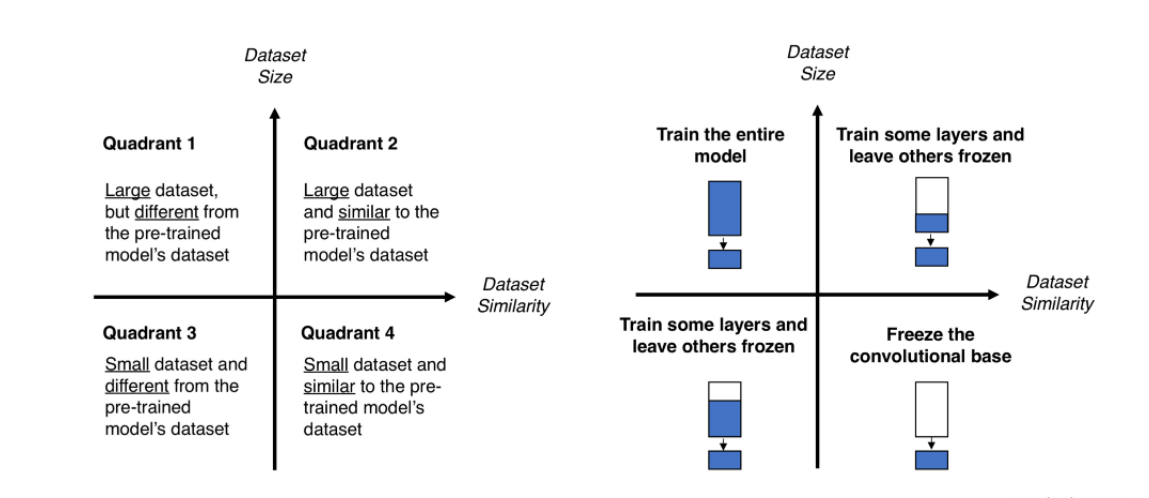 Dataset
Size
Quadrant 1
Large dataset,
but different from
the pre-trained
model's dataset
Quadrant 2
Large dataset
and similar to the
pre-trained
model's dataset
Dataset
Similarity
Quadrant 3
Small dataset and
different from the
pre-trained
model's dataset
Quadrant 4
Small dataset and
similar to the pre-
trained model's
dataset
Dataset
Size
Train the entire
model
Train some layers and
leave others frozen
Dataset
Similarity
Train some layers and
leave others frozen
Freeze the
convolutional base